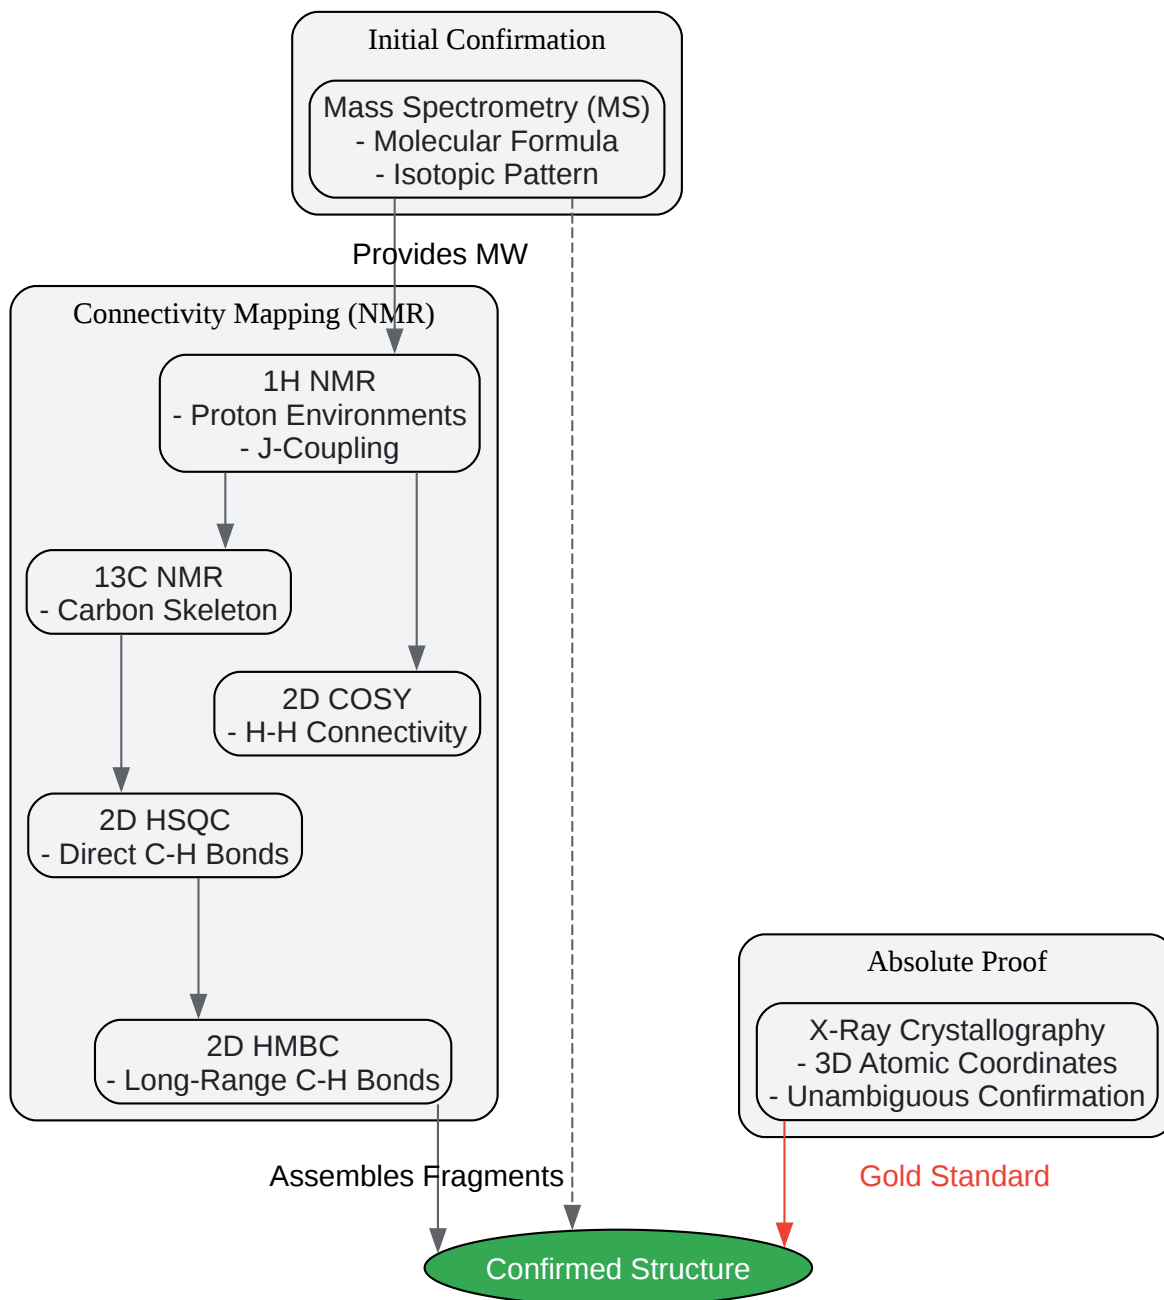 Initial Confirmation
Mass Spectrometry (MS)
- Molecular Formula
- Isotopic Pattern
Provides MW
Connectivity Mapping (NMR)
1H NMR
- Proton Environments
- J-Coupling
13C NMR
- Carbon Skeleton
2D COSY
- H-H Connectivity
2D HSQC
- Direct C-H Bonds
2D HMBC
- Long-Range C-H Bonds
Absolute Proof
X-Ray Crystallography
- 3D Atomic Coordinates
- Unambiguous Confirmation
Assembles Fragments
Gold Standard
Confirmed Structure